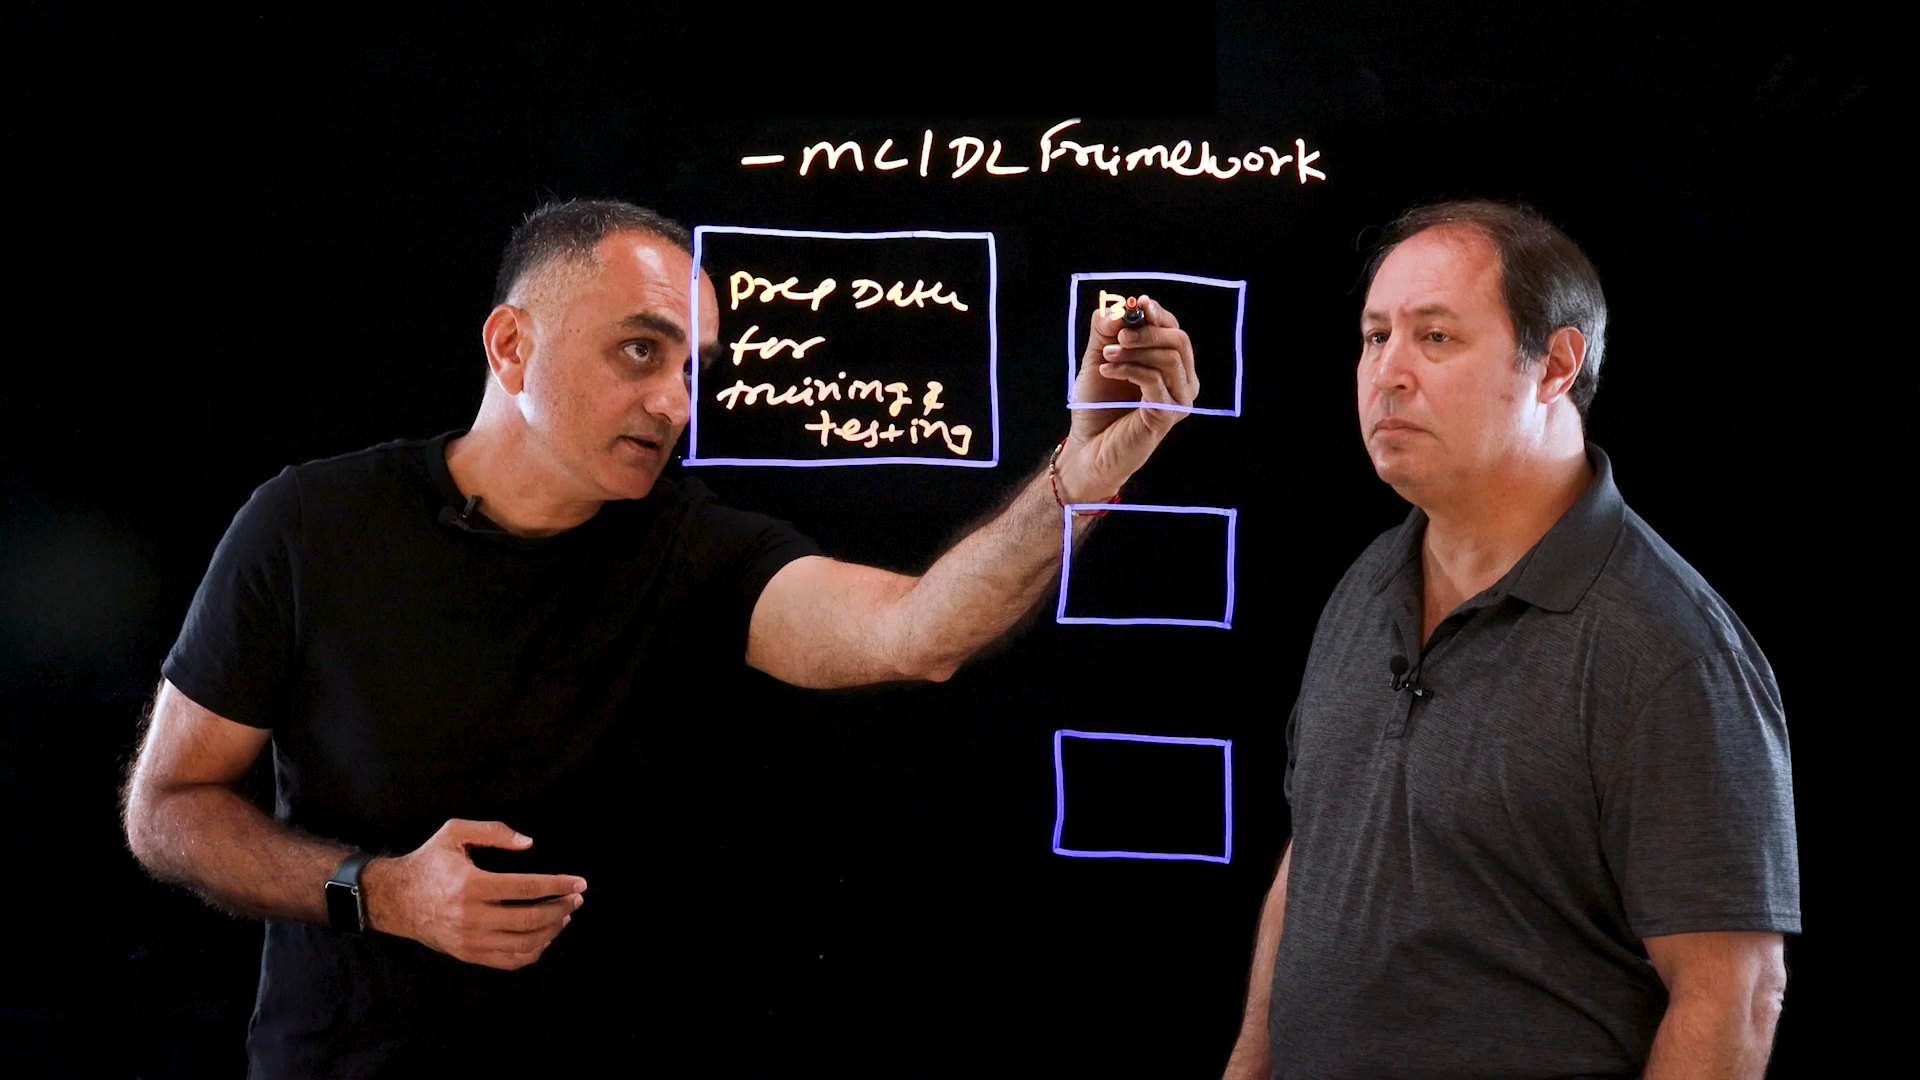 - ML/DL Framework
Prep Data
for
training &
testing
B